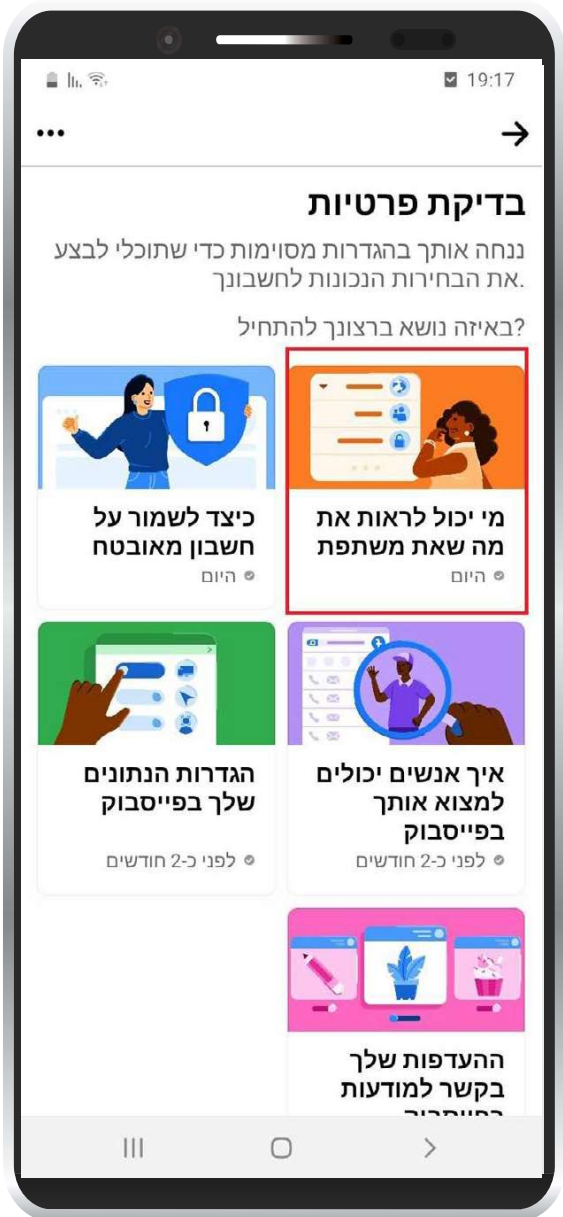 19:17
בדיקת פרטיות
ננחה אותך בהגדרות מסוימות כדי שתוכלי לבצע
את הבחירות הנכונות לחשבונך.
באיזה נושא ברצונך להתחיל?
מי יכול לראות את
מה שאת משתפת
היום
כיצד לשמור על
חשבון מאובטח
היום
איך אנשים יכולים
למצוא אותך
בפייסבוק
לפני כ-2 חודשים
הגדרות הנתונים
שלך בפייסבוק
לפני כ-2 חודשים
ההעדפות שלך
בקשר למודעות